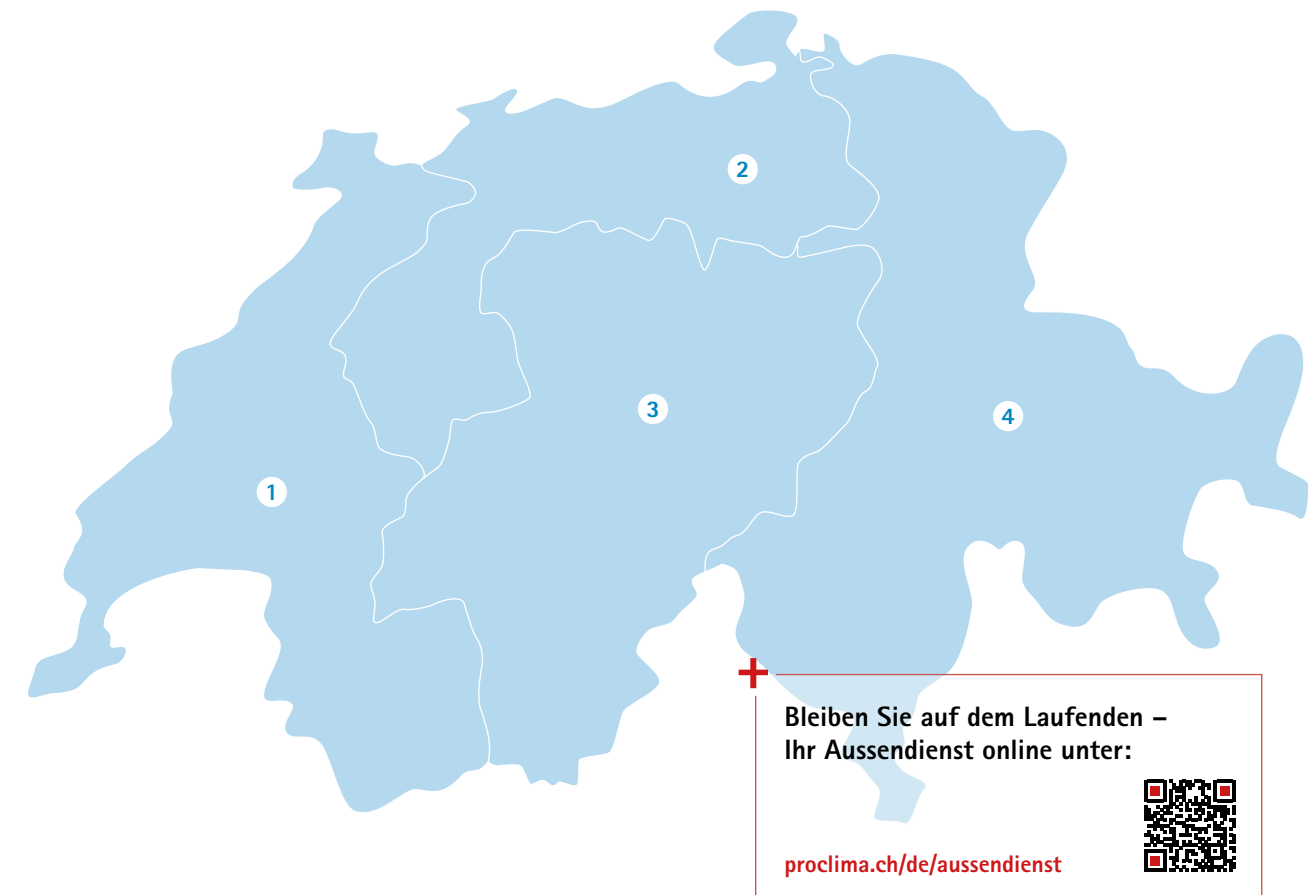 2
3
4
1
Bleiben Sie auf dem Laufenden –
Ihr Aussendienst online unter:
proclima.ch/de/aussendienst